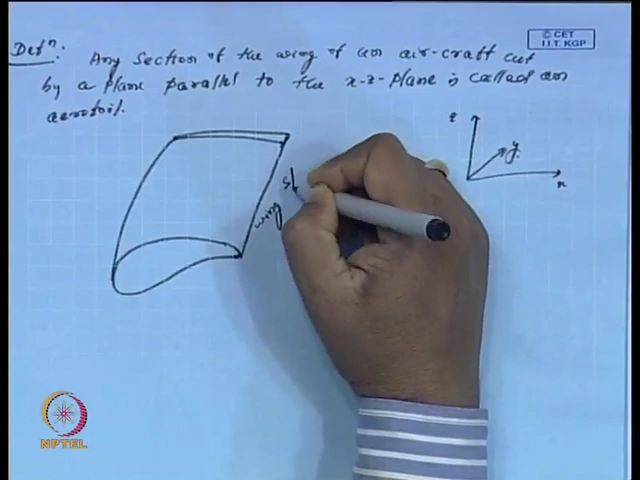 Defn: Any section of the wing of an air-craft cut
© CET
I.I.T. KGP
by a plane parallel to the x-z-plane is called an
aerofoil.
z
y
x
wing
NPTEL